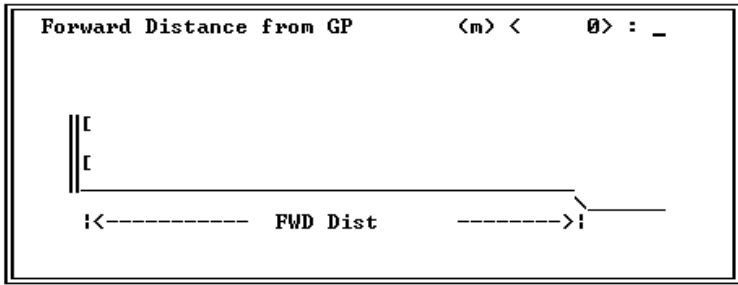 Forward Distance from GP (m) < 0> : _
[
[
|<----------- FWD Dist -------->|